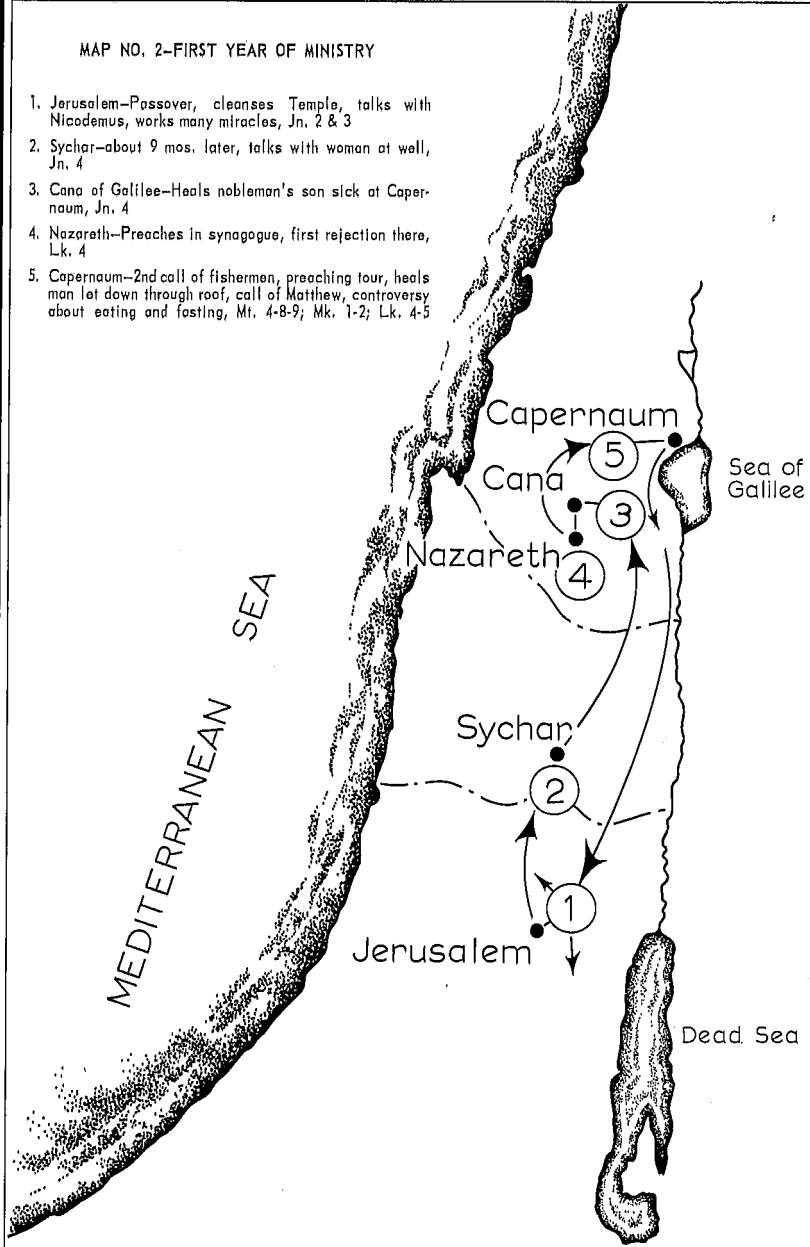 MAP NO. 2-FIRST YEAR OF MINISTRY
1. Jerusalem-Passover, cleanses Temple, talks with
Nicodemus, works many miracles, Jn. 2 & 3
2. Sychar-about 9 mos. later, talks with woman at well,
Jn. 4
3. Cana of Galilee-Heals nobleman's son sick at Caper-
naum, Jn. 4
4. Nazareth-Preaches in synagogue, first rejection there,
Lk. 4
5. Capernaum-2nd call of fishermen, preaching tour, heals
man let down through roof, call of Matthew, controversy
about eating and fasting, Mt. 4-8-9; Mk. 1-2; Lk. 4-5
Capernaum
5
Sea of
Galilee
Cana
3
Nazareth
4
MEDITERRANEAN SEA
Sychar
2
1
Jerusalem
Dead Sea